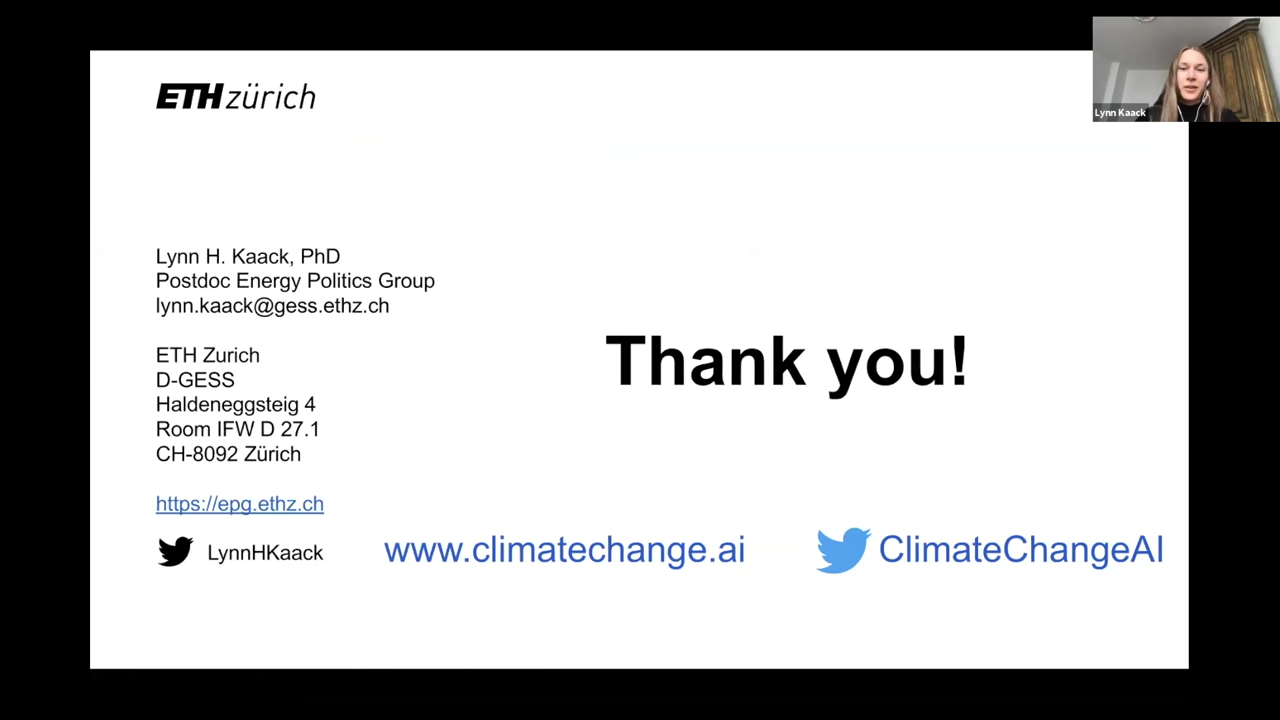 ETH zürich
Lynn Kaack
Lynn H. Kaack, PhD
Postdoc Energy Politics Group
lynn.kaack@gess.ethz.ch
ETH Zurich
D-GESS
Haldeneggsteig 4
Room IFW D 27.1
CH-8092 Zürich
https://epg.ethz.ch
LynnHKaack
Thank you!
www.climatechange.ai
ClimateChangeAI